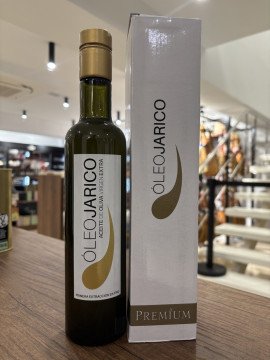 ÓLEOJARICO
ACEITE DE OLIVA VIRGEN EXTRA
PRIMERA EXTRACCIÓN EN FRÍO
ÓLEOJARICO
PREMIUM